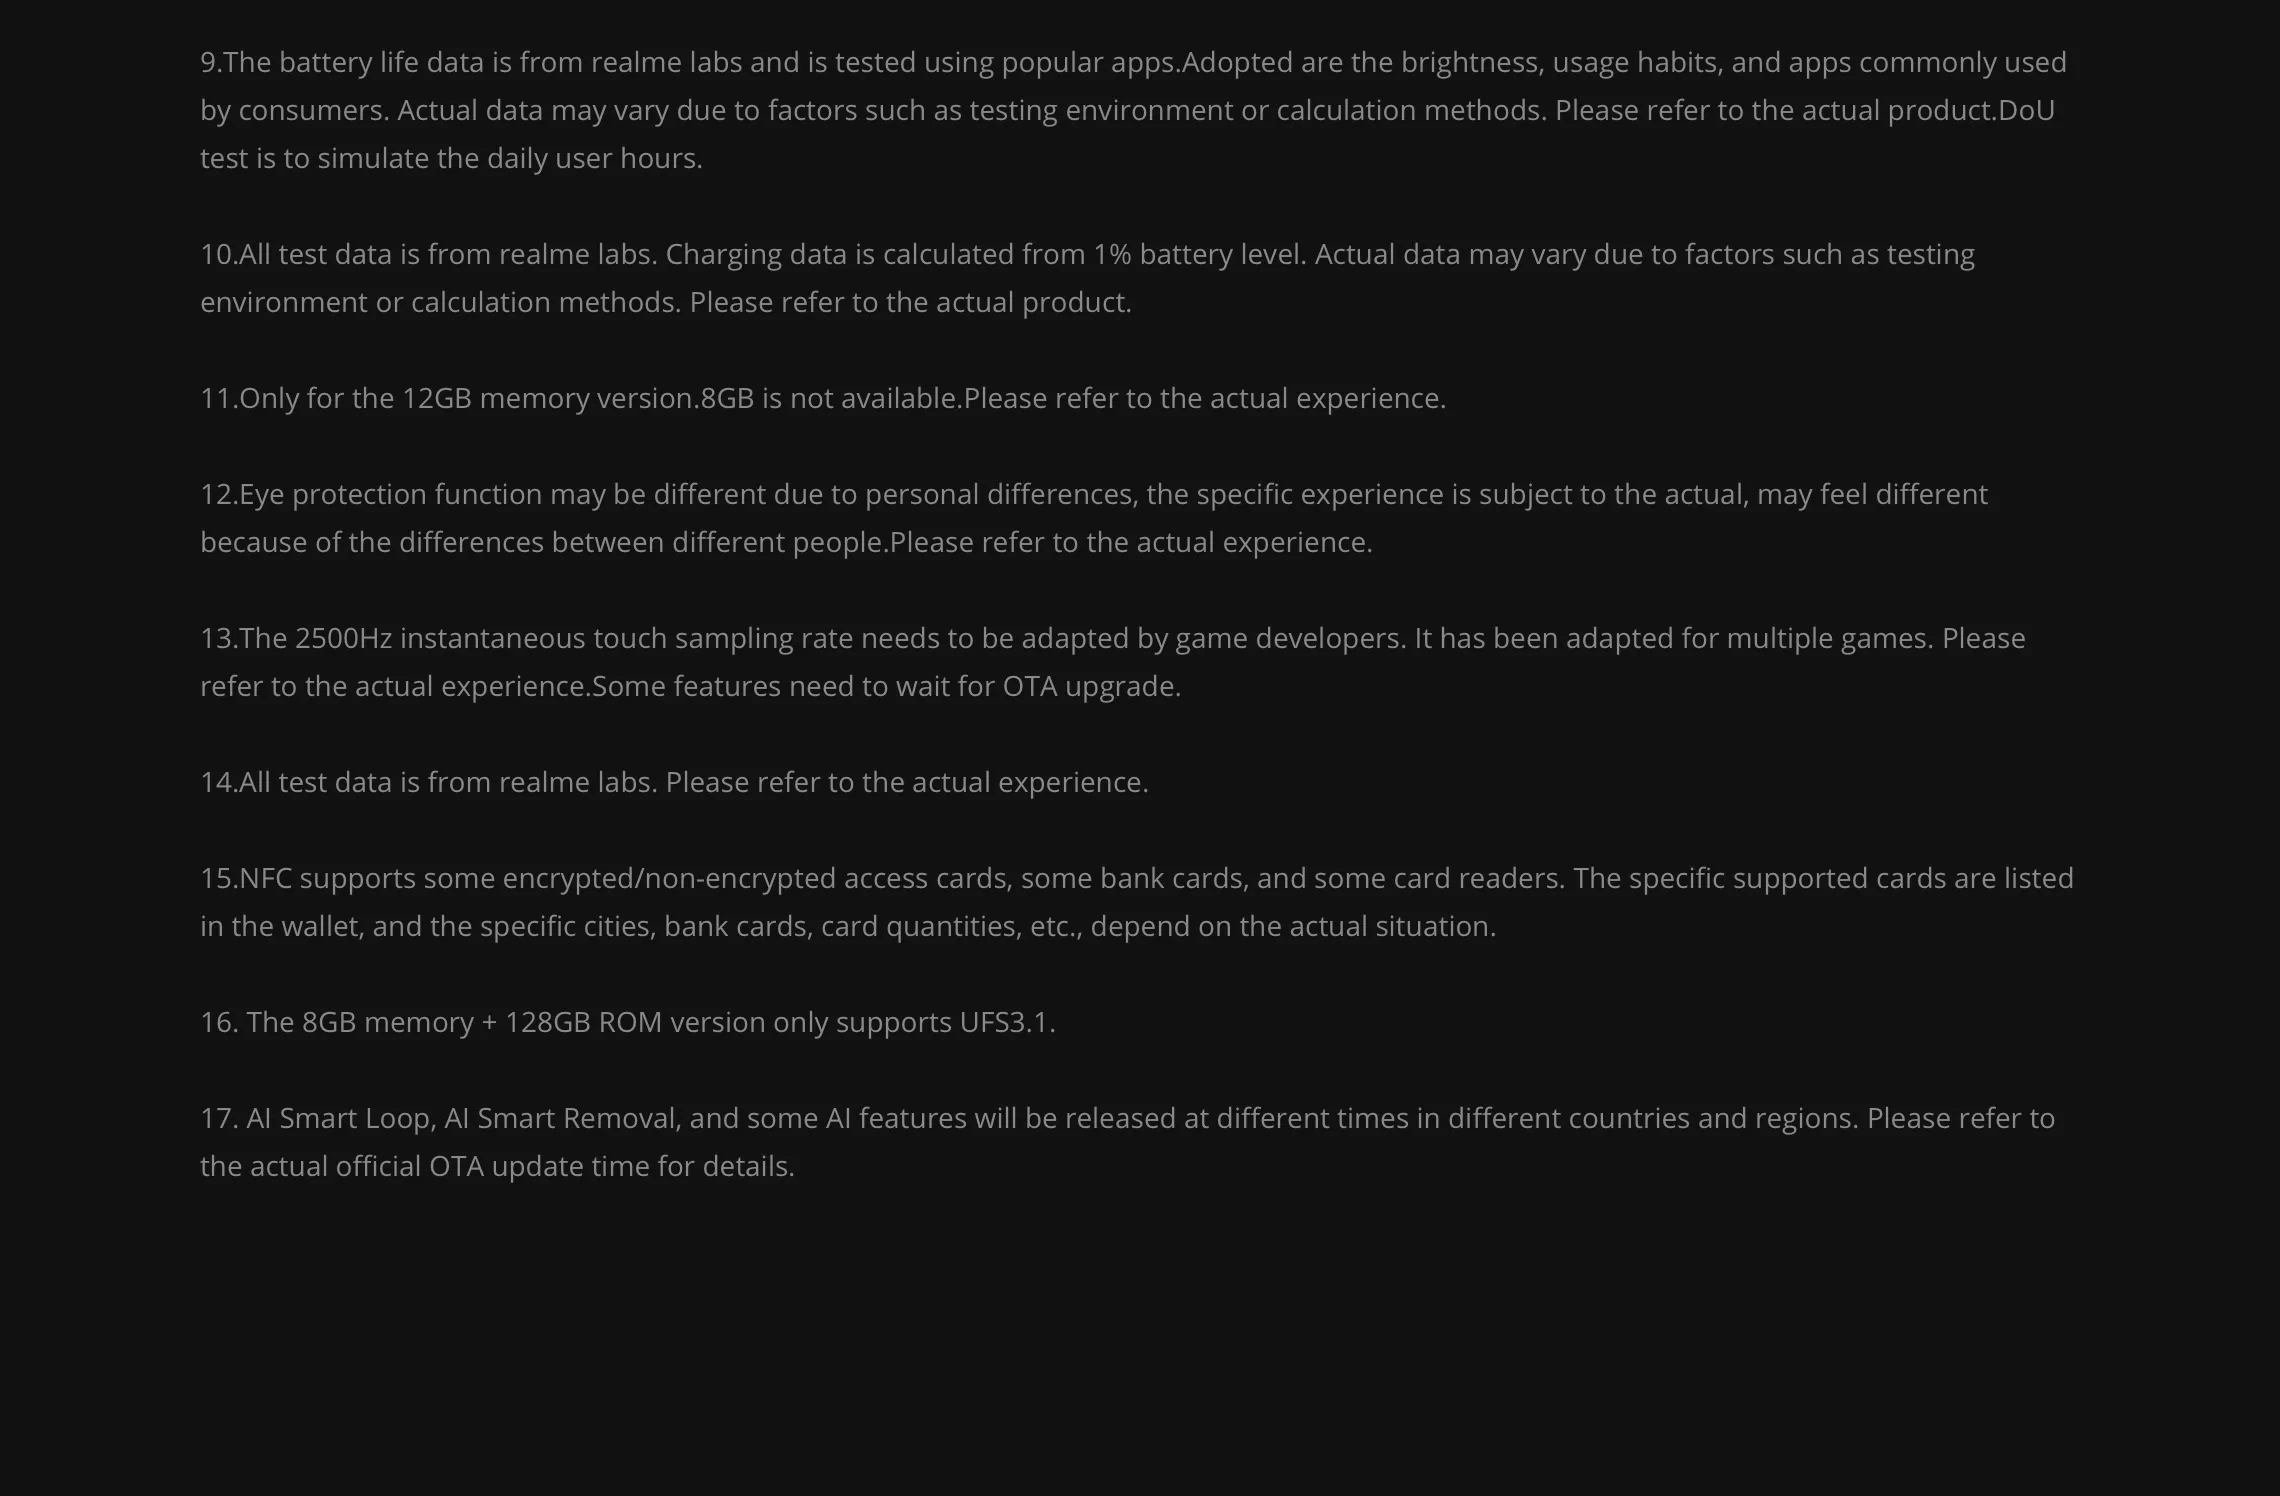 9.The battery life data is from realme labs and is tested using popular apps.Adopted are the brightness, usage habits, and apps commonly used
by consumers. Actual data may vary due to factors such as testing environment or calculation methods. Please refer to the actual product.DoU
test is to simulate the daily user hours.
10.All test data is from realme labs. Charging data is calculated from 1% battery level. Actual data may vary due to factors such as testing
environment or calculation methods. Please refer to the actual product.
11.Only for the 12GB memory version.8GB is not available.Please refer to the actual experience.
12.Eye protection function may be different due to personal differences, the specific experience is subject to the actual, may feel different
because of the differences between different people.Please refer to the actual experience.
13.The 2500Hz instantaneous touch sampling rate needs to be adapted by game developers. It has been adapted for multiple games. Please
refer to the actual experience.Some features need to wait for OTA upgrade.
14.All test data is from realme labs. Please refer to the actual experience.
15.NFC supports some encrypted/non-encrypted access cards, some bank cards, and some card readers. The specific supported cards are listed
in the wallet, and the specific cities, bank cards, card quantities, etc., depend on the actual situation.
16. The 8GB memory + 128GB ROM version only supports UFS3.1.
17. AI Smart Loop, AI Smart Removal, and some AI features will be released at different times in different countries and regions. Please refer to
the actual official OTA update time for details.